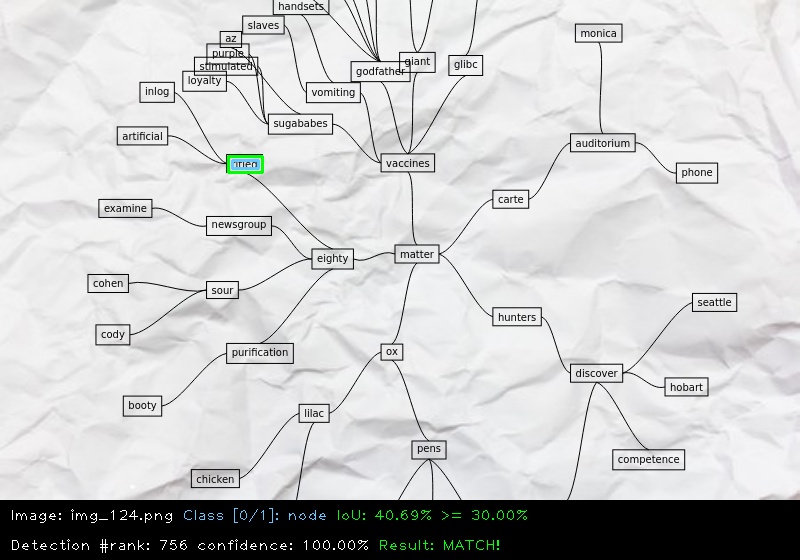 handsets
slaves
monica
az
purple
giant
glibc
stimulated
godfather
loyalty
inlog
vomiting
sugababes
artificial
auditorium
vaccines
phone
carte
examine
newsgroup
matter
eighty
cohen
sour
seattle
hunters
cody
purification
ox
discover
hobart
booty
lilac
pens
competence
chicken
Image: img_124.png Class [0/1]: node IoU: 40.69% >= 30.00%
Detection #rank: 756 confidence: 100.00% Result: MATCH!